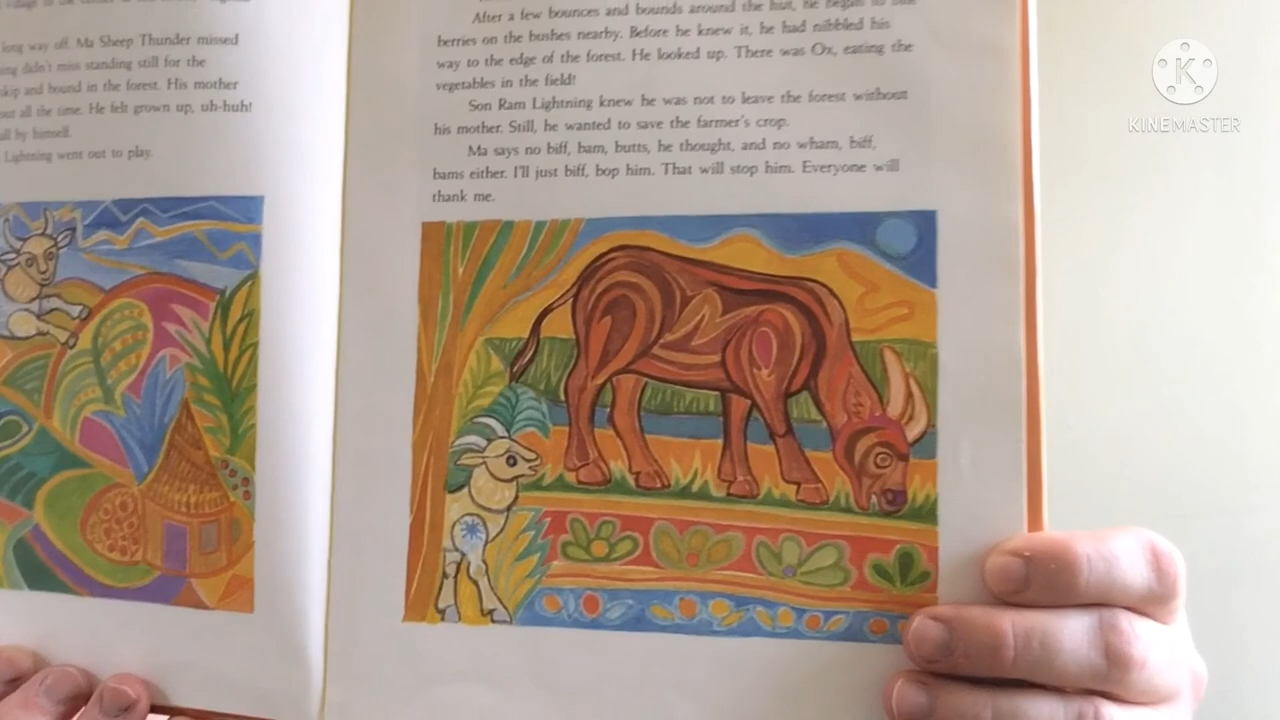 long way off. Ma Sheep Thunder missed
ing didn't miss standing still for the
skip and bound in the forest. His mother
out all the time. He felt grown up, uh-huh!
all by himself.
Lightning went out to play.
After a few bounces and bounds around the hut, he began to
berries on the bushes nearby. Before he knew it, he had nibbled his
way to the edge of the forest. He looked up. There was Ox, eating the
vegetables in the field!
Son Ram Lightning knew he was not to leave the forest without
his mother. Still, he wanted to save the farmer's crop.
Ma says no biff, bam, butts, he thought, and no wham, biff,
bams either. I'll just biff, bop him. That will stop him. Everyone will
thank me.
K
KINEMASTER